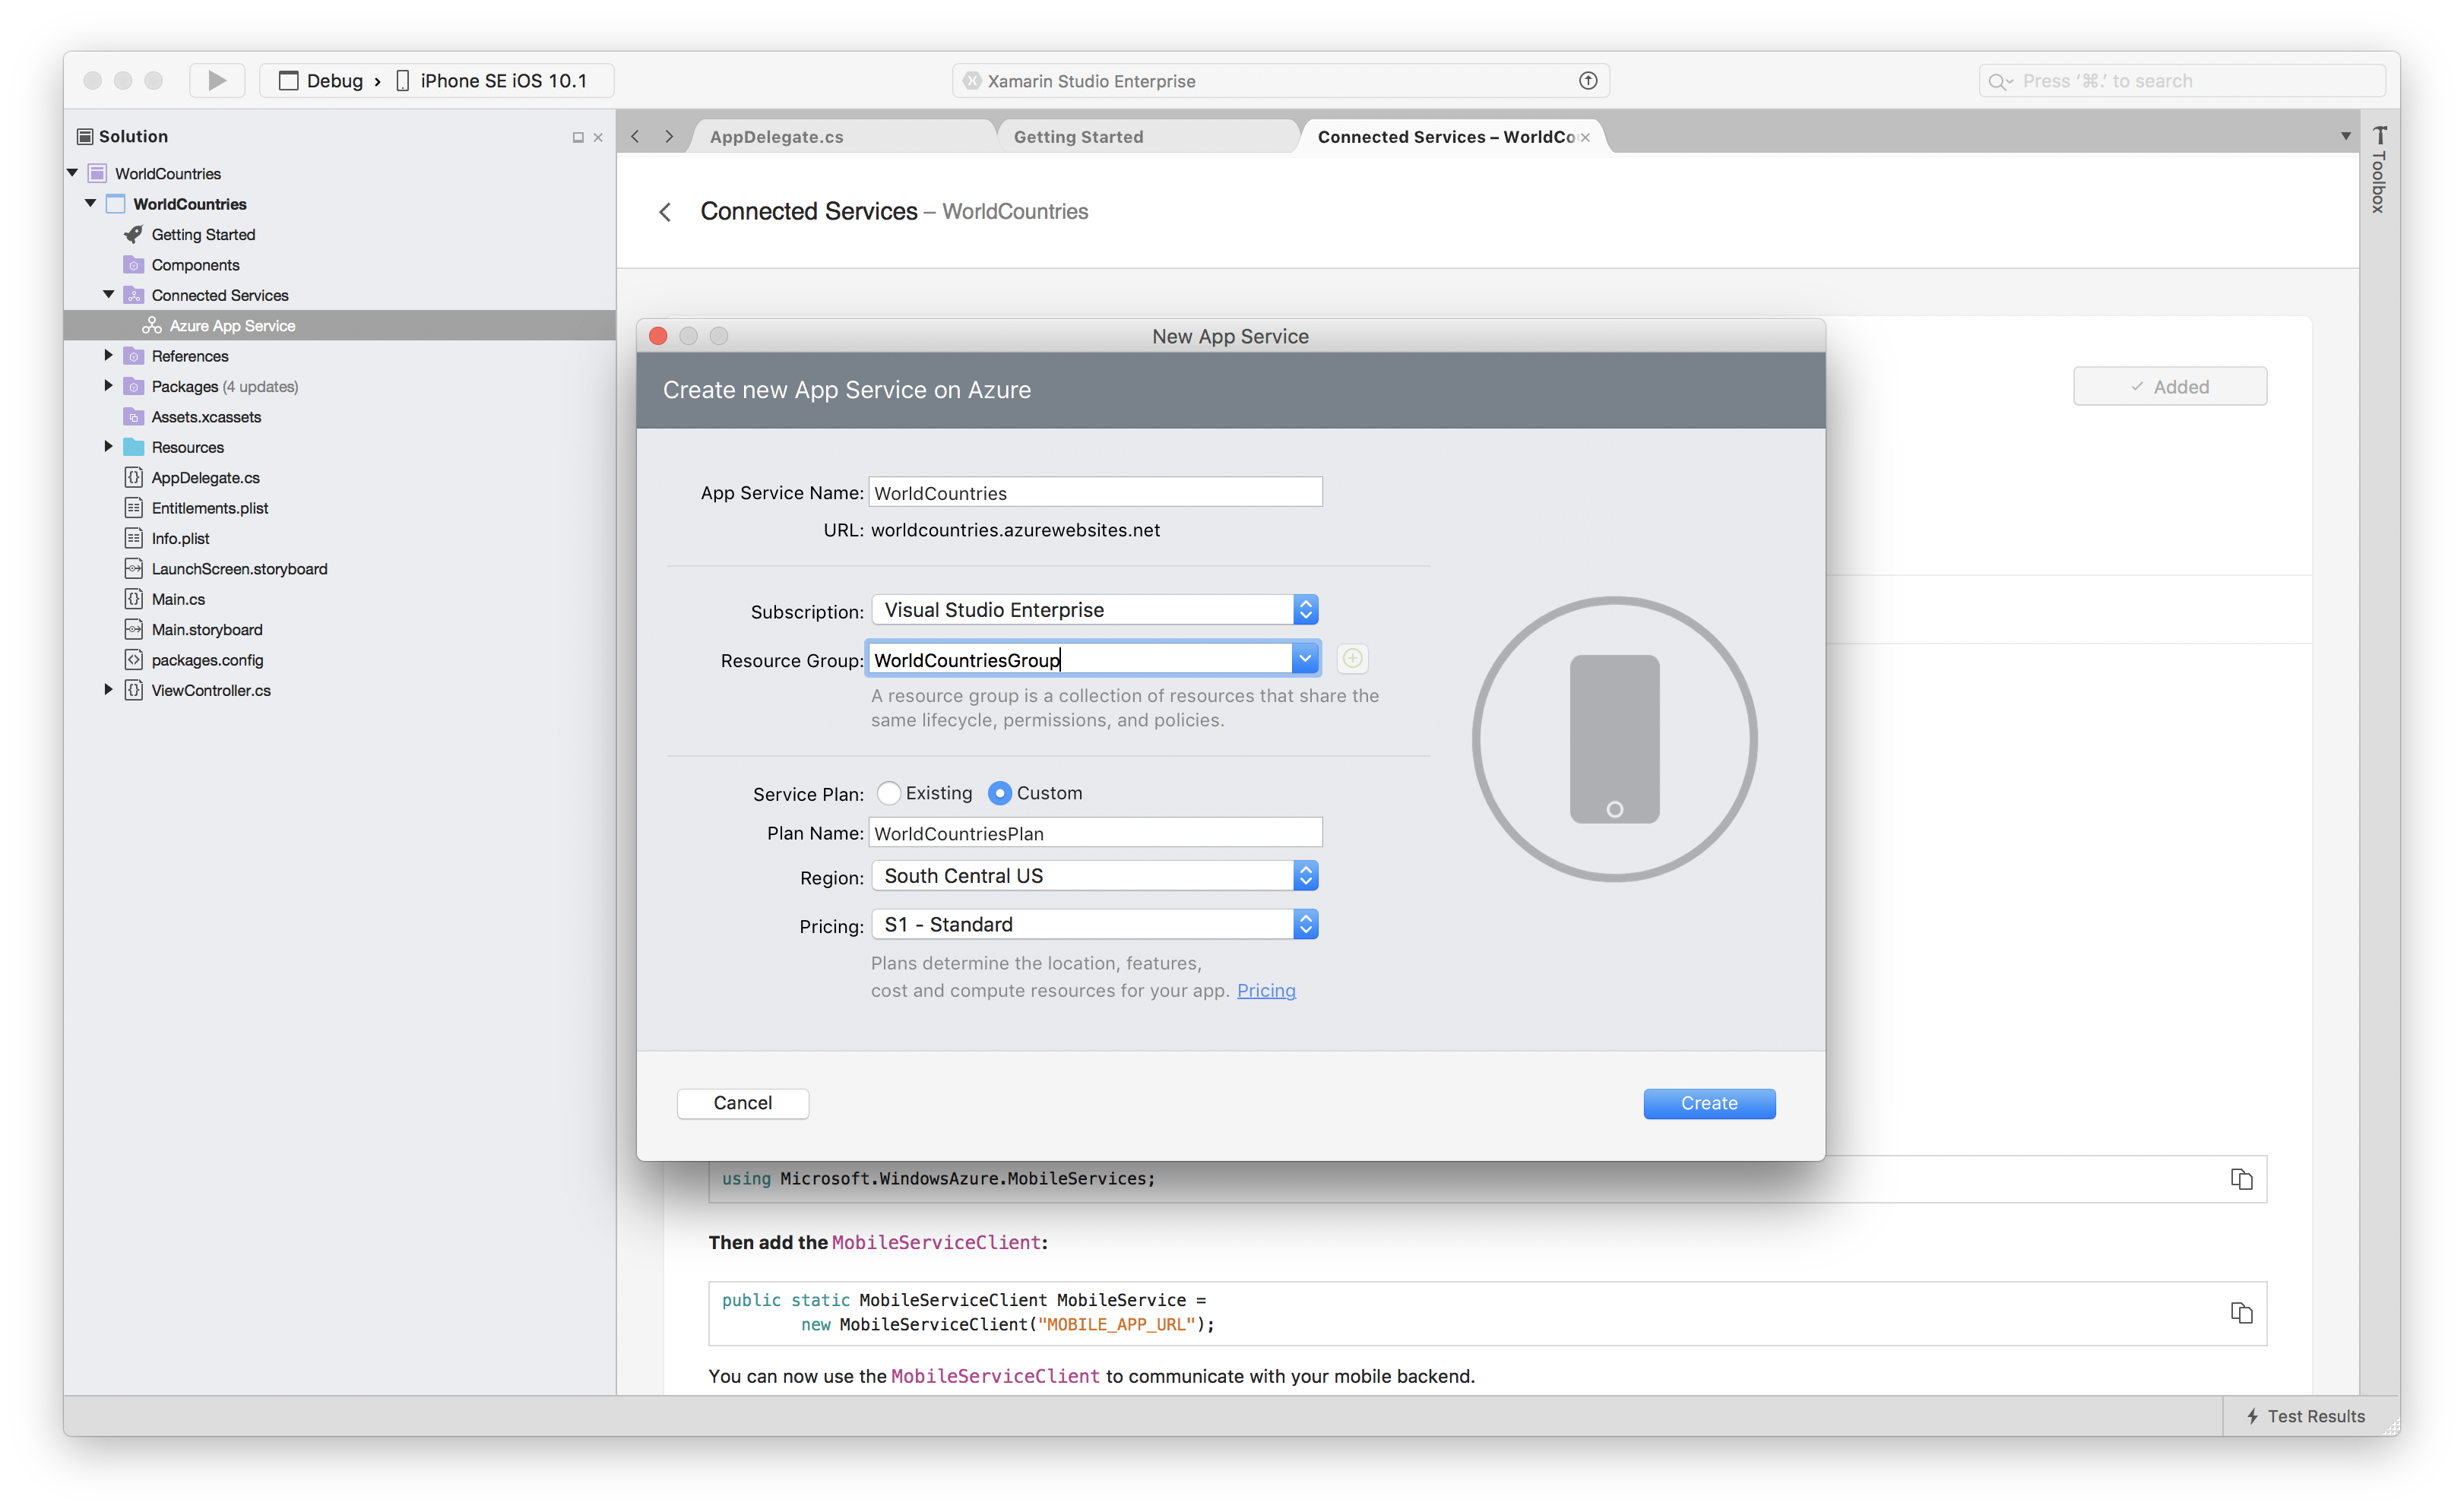 Debug › iPhone SE iOS 10.1
Xamarin Studio Enterprise
Press ‘⌘.’ to search
Solution
WorldCountries
WorldCountries
Getting Started
Components
Connected Services
Azure App Service
References
Packages (4 updates)
Assets.xcassets
Resources
AppDelegate.cs
Entitlements.plist
Info.plist
LaunchScreen.storyboard
Main.cs
Main.storyboard
packages.config
ViewController.cs
AppDelegate.cs
Getting Started
Connected Services – WorldCo
Toolbox
Connected Services – WorldCountries
✓ Added
New App Service
Create new App Service on Azure
App Service Name: WorldCountries
URL: worldcountries.azurewebsites.net
Subscription: Visual Studio Enterprise
Resource Group: WorldCountriesGroup
A resource group is a collection of resources that share the
same lifecycle, permissions, and policies.
Service Plan: Existing Custom
Plan Name: WorldCountriesPlan
Region: South Central US
Pricing: S1 - Standard
Plans determine the location, features,
cost and compute resources for your app. Pricing
Cancel
Create
using Microsoft.WindowsAzure.MobileServices;
Then add the MobileServiceClient:
public static MobileServiceClient MobileService =
new MobileServiceClient("MOBILE_APP_URL");
You can now use the MobileServiceClient to communicate with your mobile backend.
Test Results